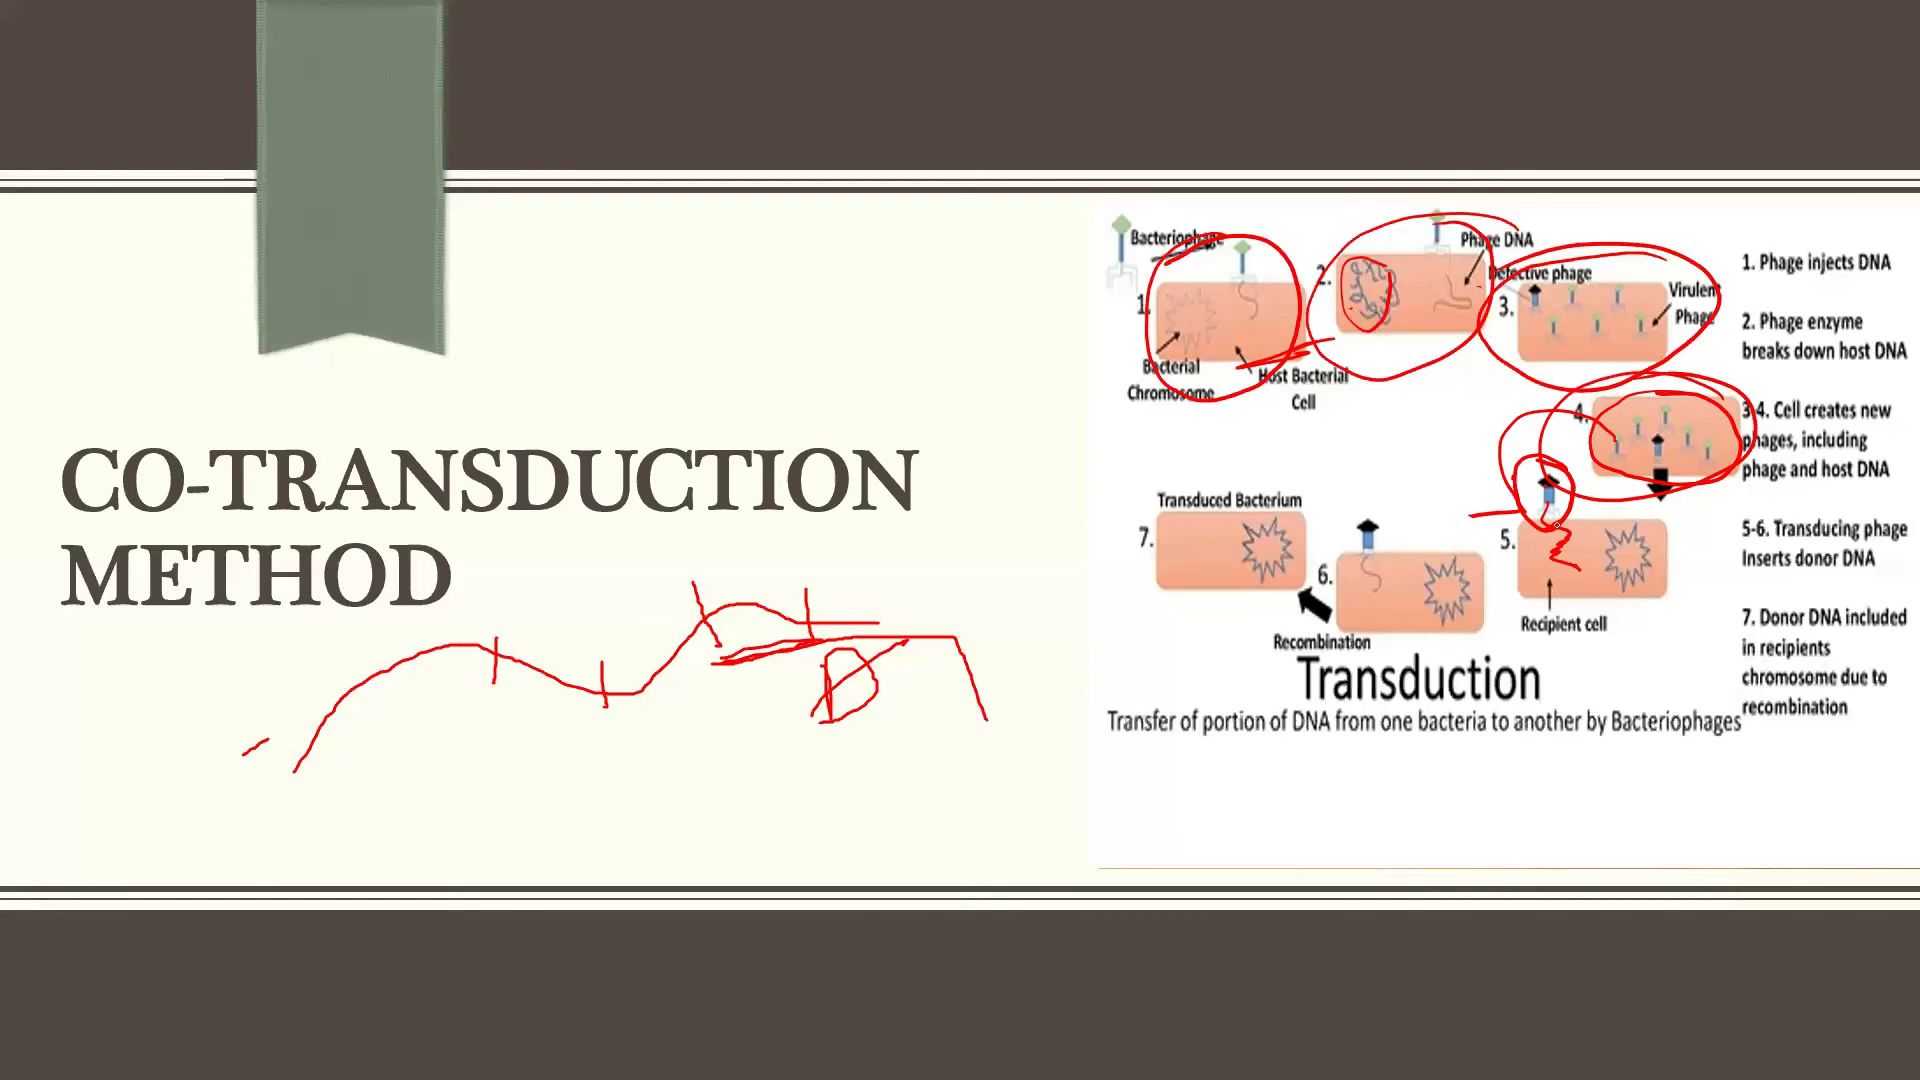 CO-TRANSDUCTION
METHOD
D
Bacteriophage
1.
Bacterial
Chromosome
Host Bacterial
Cell
2.
Phage DNA
Defective phage
3.
Virulent
Phage
4.
5.
Recipient cell
6.
Recombination
Transduced Bacterium
7.
Transduction
Transfer of portion of DNA from one bacteria to another by Bacteriophages
1. Phage injects DNA
2. Phage enzyme
breaks down host DNA
3-4. Cell creates new
phages, including
phage and host DNA
5-6. Transducing phage
Inserts donor DNA
7. Donor DNA included
in recipients
chromosome due to
recombination